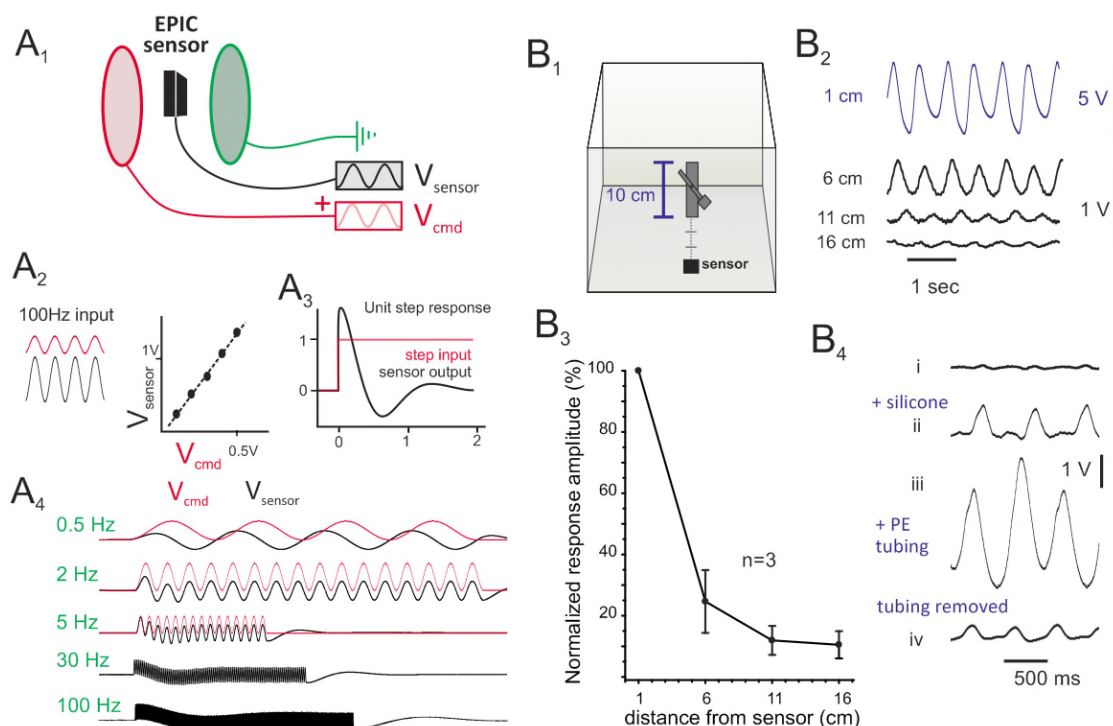 A1
EPIC
sensor
Vsensor
+
Vcmd
A2
100Hz input
1V
Vsensor
Vcmd
0.5V
A3
Unit step response
1
step input
sensor output
0
0
1
2
A4
Vcmd
Vsensor
0.5 Hz
2 Hz
5 Hz
30 Hz
100 Hz
B1
10 cm
sensor
B2
1 cm
5 V
6 cm
11 cm
1 V
16 cm
1 sec
B3
Normalized response amplitude (%)
100
80
60
40
20
n=3
1
6
11
16
distance from sensor (cm)
B4
i
+ silicone
ii
1 V
iii
+ PE
tubing
tubing removed
iv
500 ms